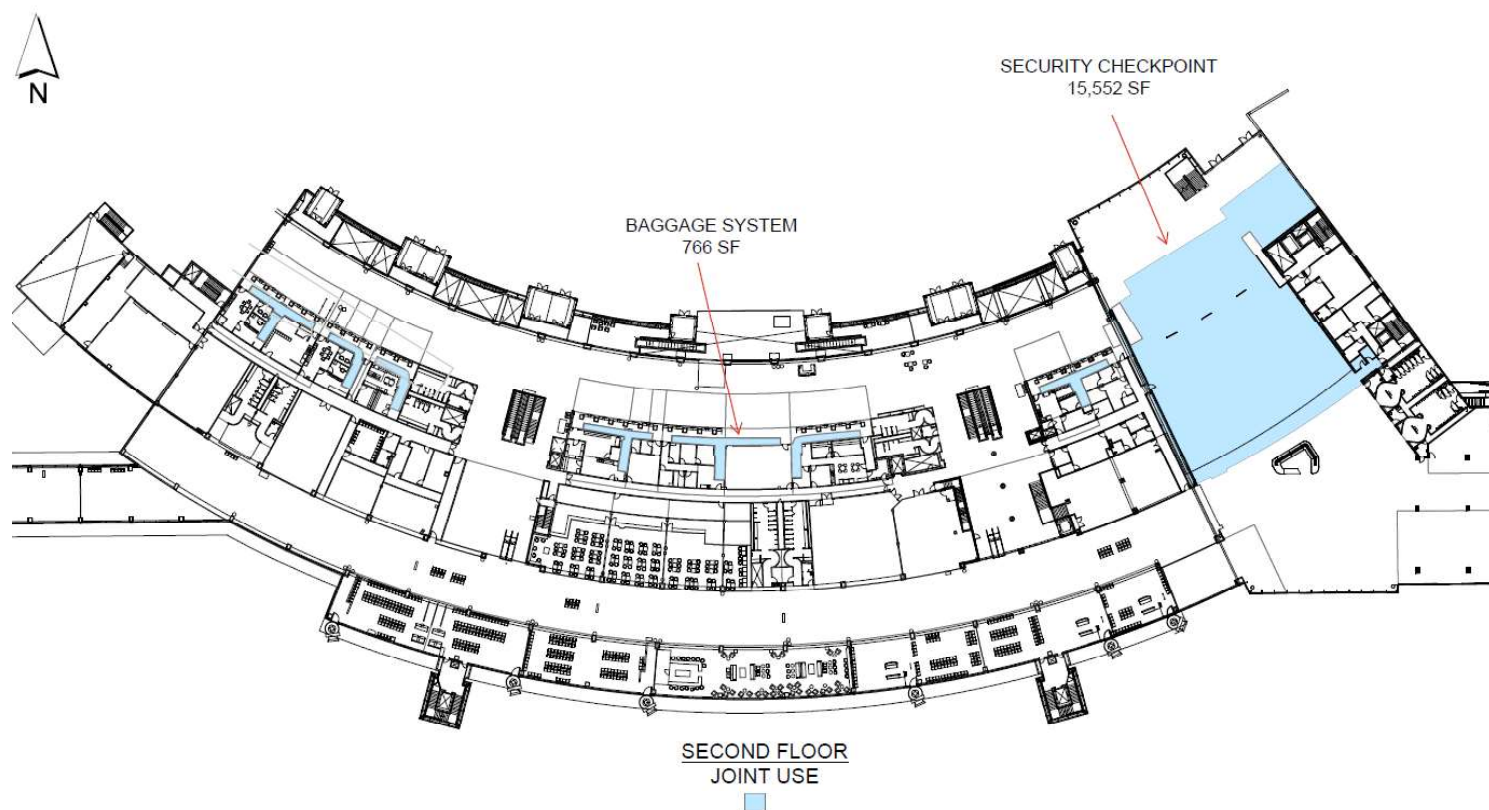 N
SECURITY CHECKPOINT
15,552 SF
BAGGAGE SYSTEM
766 SF
SECOND FLOOR
JOINT USE